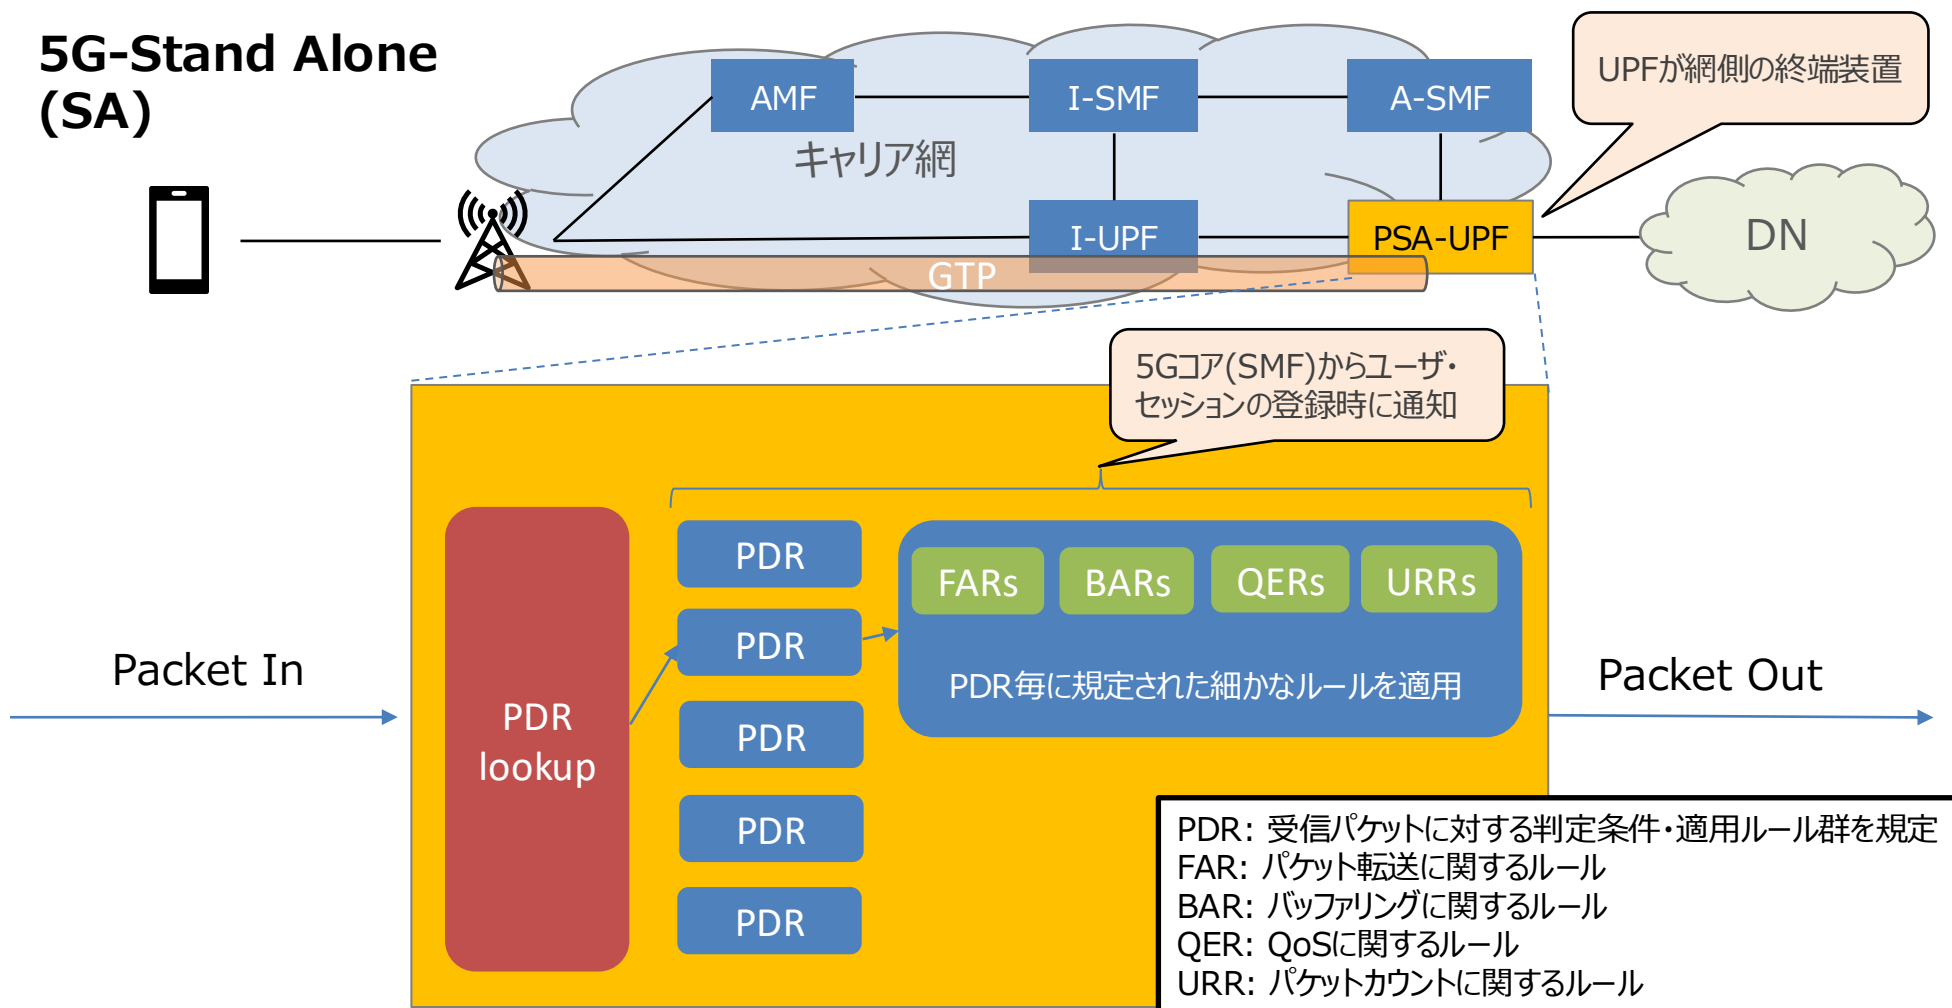 5G-Stand Alone
(SA)
AMF
I-SMF
A-SMF
UPFが網側の終端装置
キャリア網
I-UPF
PSA-UPF
DN
GTP
5Gコア(SMF)からユーザ・
セッションの登録時に通知
PDR
FARs
BARs
QERs
URRs
PDR
PDR毎に規定された細かなルールを適用
Packet In
Packet Out
PDR
lookup
PDR
PDR
PDR
PDR: 受信パケットに対する判定条件・適用ルール群を規定
FAR: パケット転送に関するルール
BAR: バッファリングに関するルール
QER: QoSに関するルール
URR: パケットカウントに関するルール